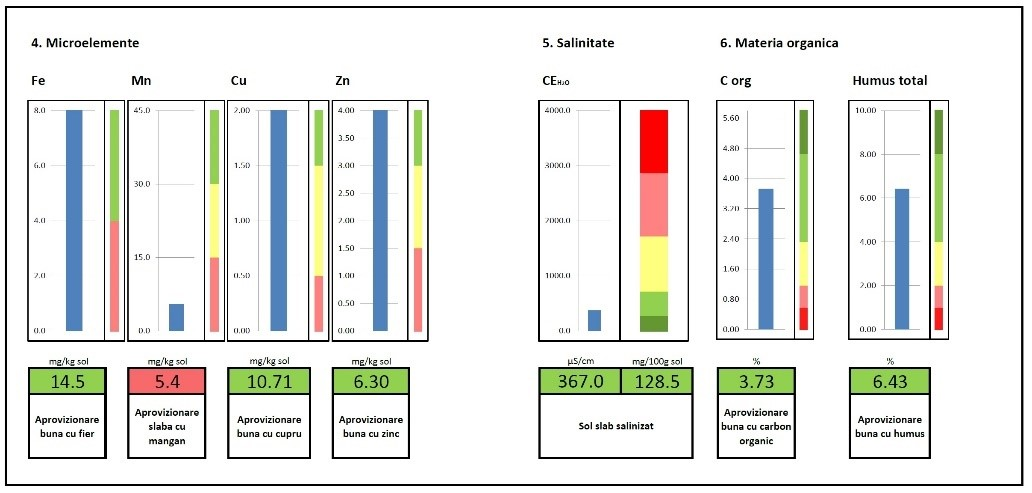 4. Microelemente
5. Salinitate
6. Materia organica
Fe
Mn
Cu
Zn
CEH₂O
C org
Humus total
8.0
6.0
4.0
2.0
0.0
45.0
30.0
15.0
0.0
2.00
1.50
1.00
0.50
0.00
4.00
3.50
3.00
2.50
2.00
1.50
1.00
0.50
0.00
4000.0
3000.0
2000.0
1000.0
0.0
5.60
4.80
4.00
3.20
2.40
1.60
0.80
0.00
10.00
8.00
6.00
4.00
2.00
0.00
mg/kg sol
14.5
Aprovizionare
buna cu fier
mg/kg sol
5.4
Aprovizionare
slaba cu
mangan
mg/kg sol
10.71
Aprovizionare
buna cu cupru
mg/kg sol
6.30
Aprovizionare
buna cu zinc
µS/cm
mg/100g sol
367.0
128.5
Sol slab salinizat
%
3.73
Aprovizionare
buna cu carbon
organic
%
6.43
Aprovizionare
buna cu humus